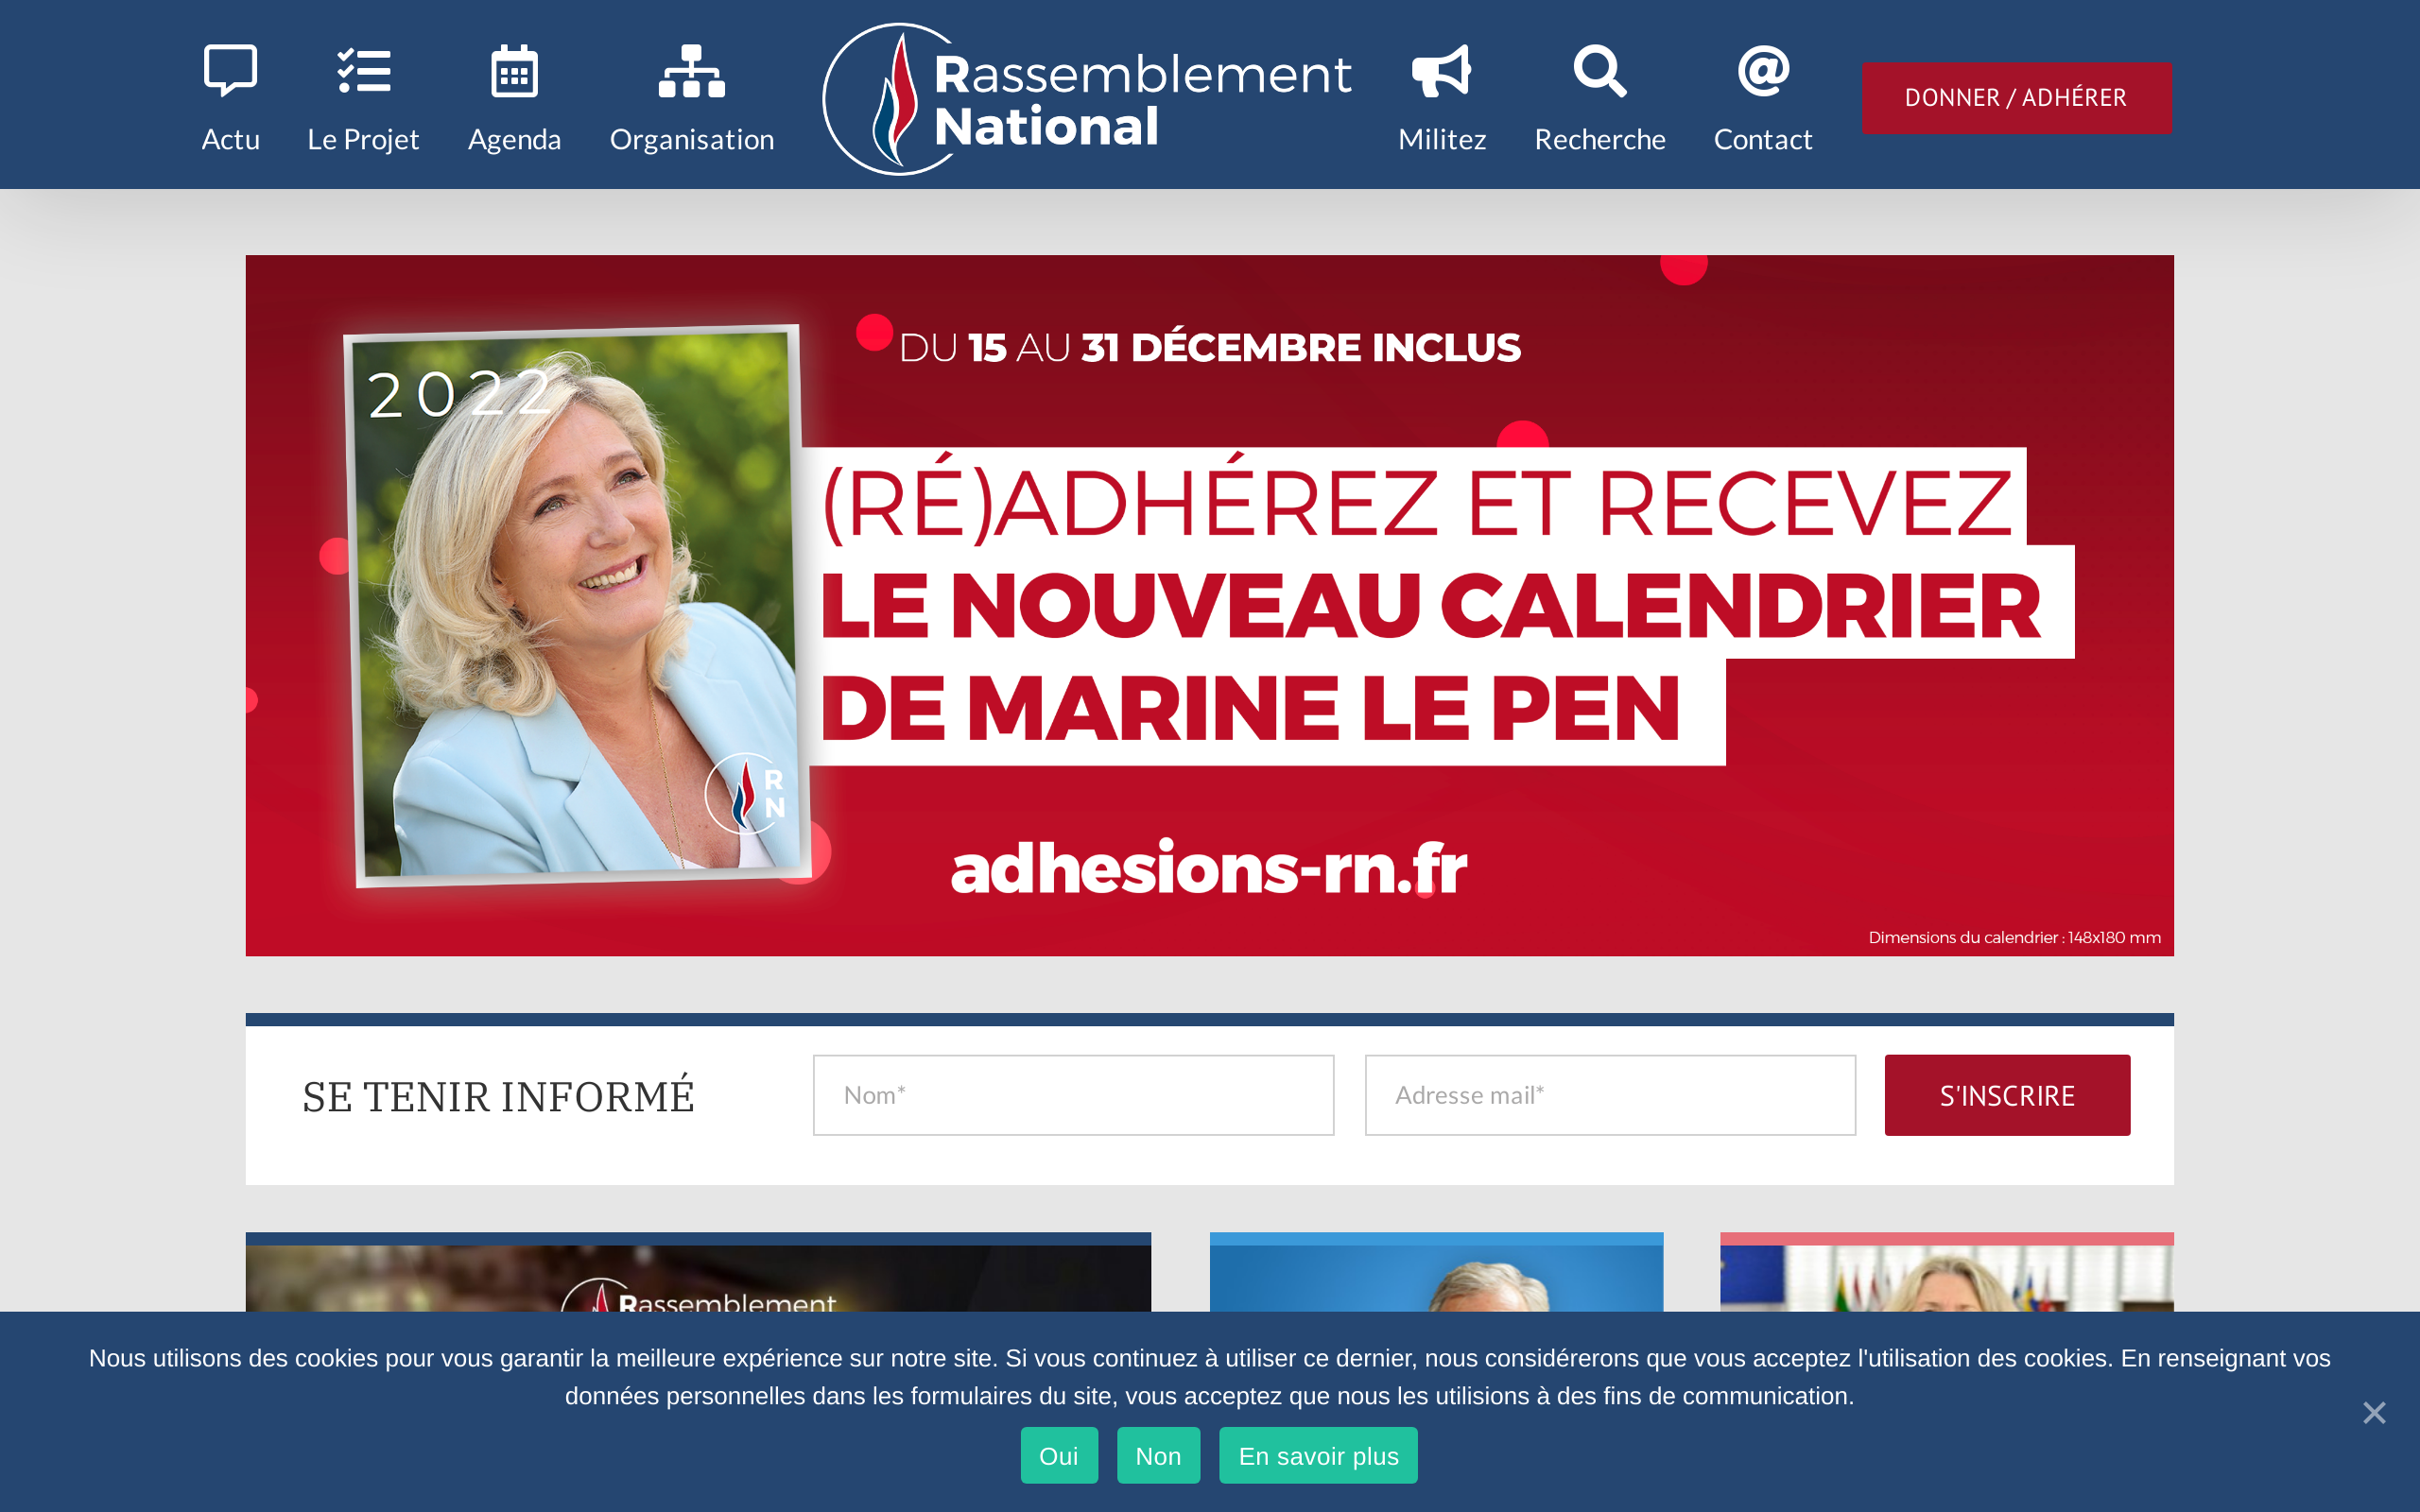 Actu
Le Projet
Agenda
Organisation
Rassemblement
National
Militez
Recherche
Contact
DONNER / ADHÉRER
2022
DU 15 AU 31 DÉCEMBRE INCLUS
(RÉ)ADHÉREZ ET RECEVEZ
LE NOUVEAU CALENDRIER
DE MARINE LE PEN
R
N
adhesions-rn.fr
Dimensions du calendrier : 148x180 mm
SE TENIR INFORMÉ
Nom*
Adresse mail*
S'INSCRIRE
Rassemblement
Nous utilisons des cookies pour vous garantir la meilleure expérience sur notre site. Si vous continuez à utiliser ce dernier, nous considérerons que vous acceptez l'utilisation des cookies. En renseignant vos
données personnelles dans les formulaires du site, vous acceptez que nous les utilisions à des fins de communication.
Oui
Non
En savoir plus